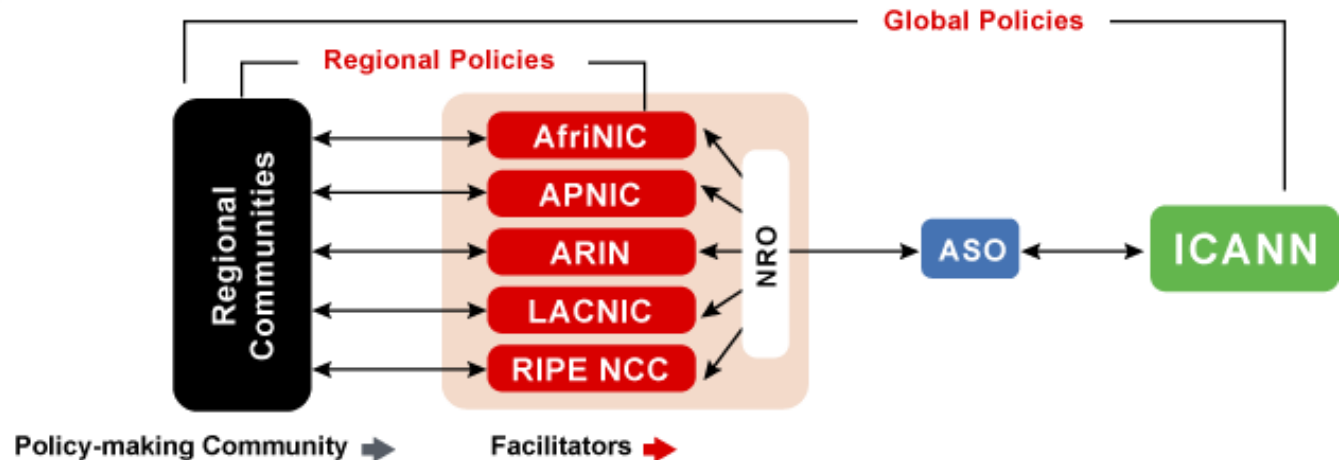 Global Policies
Regional Policies
Regional
Communities
AfriNIC
APNIC
ARIN
LACNIC
RIPE NCC
NRO
ASO
ICANN
Policy-making Community
Facilitators